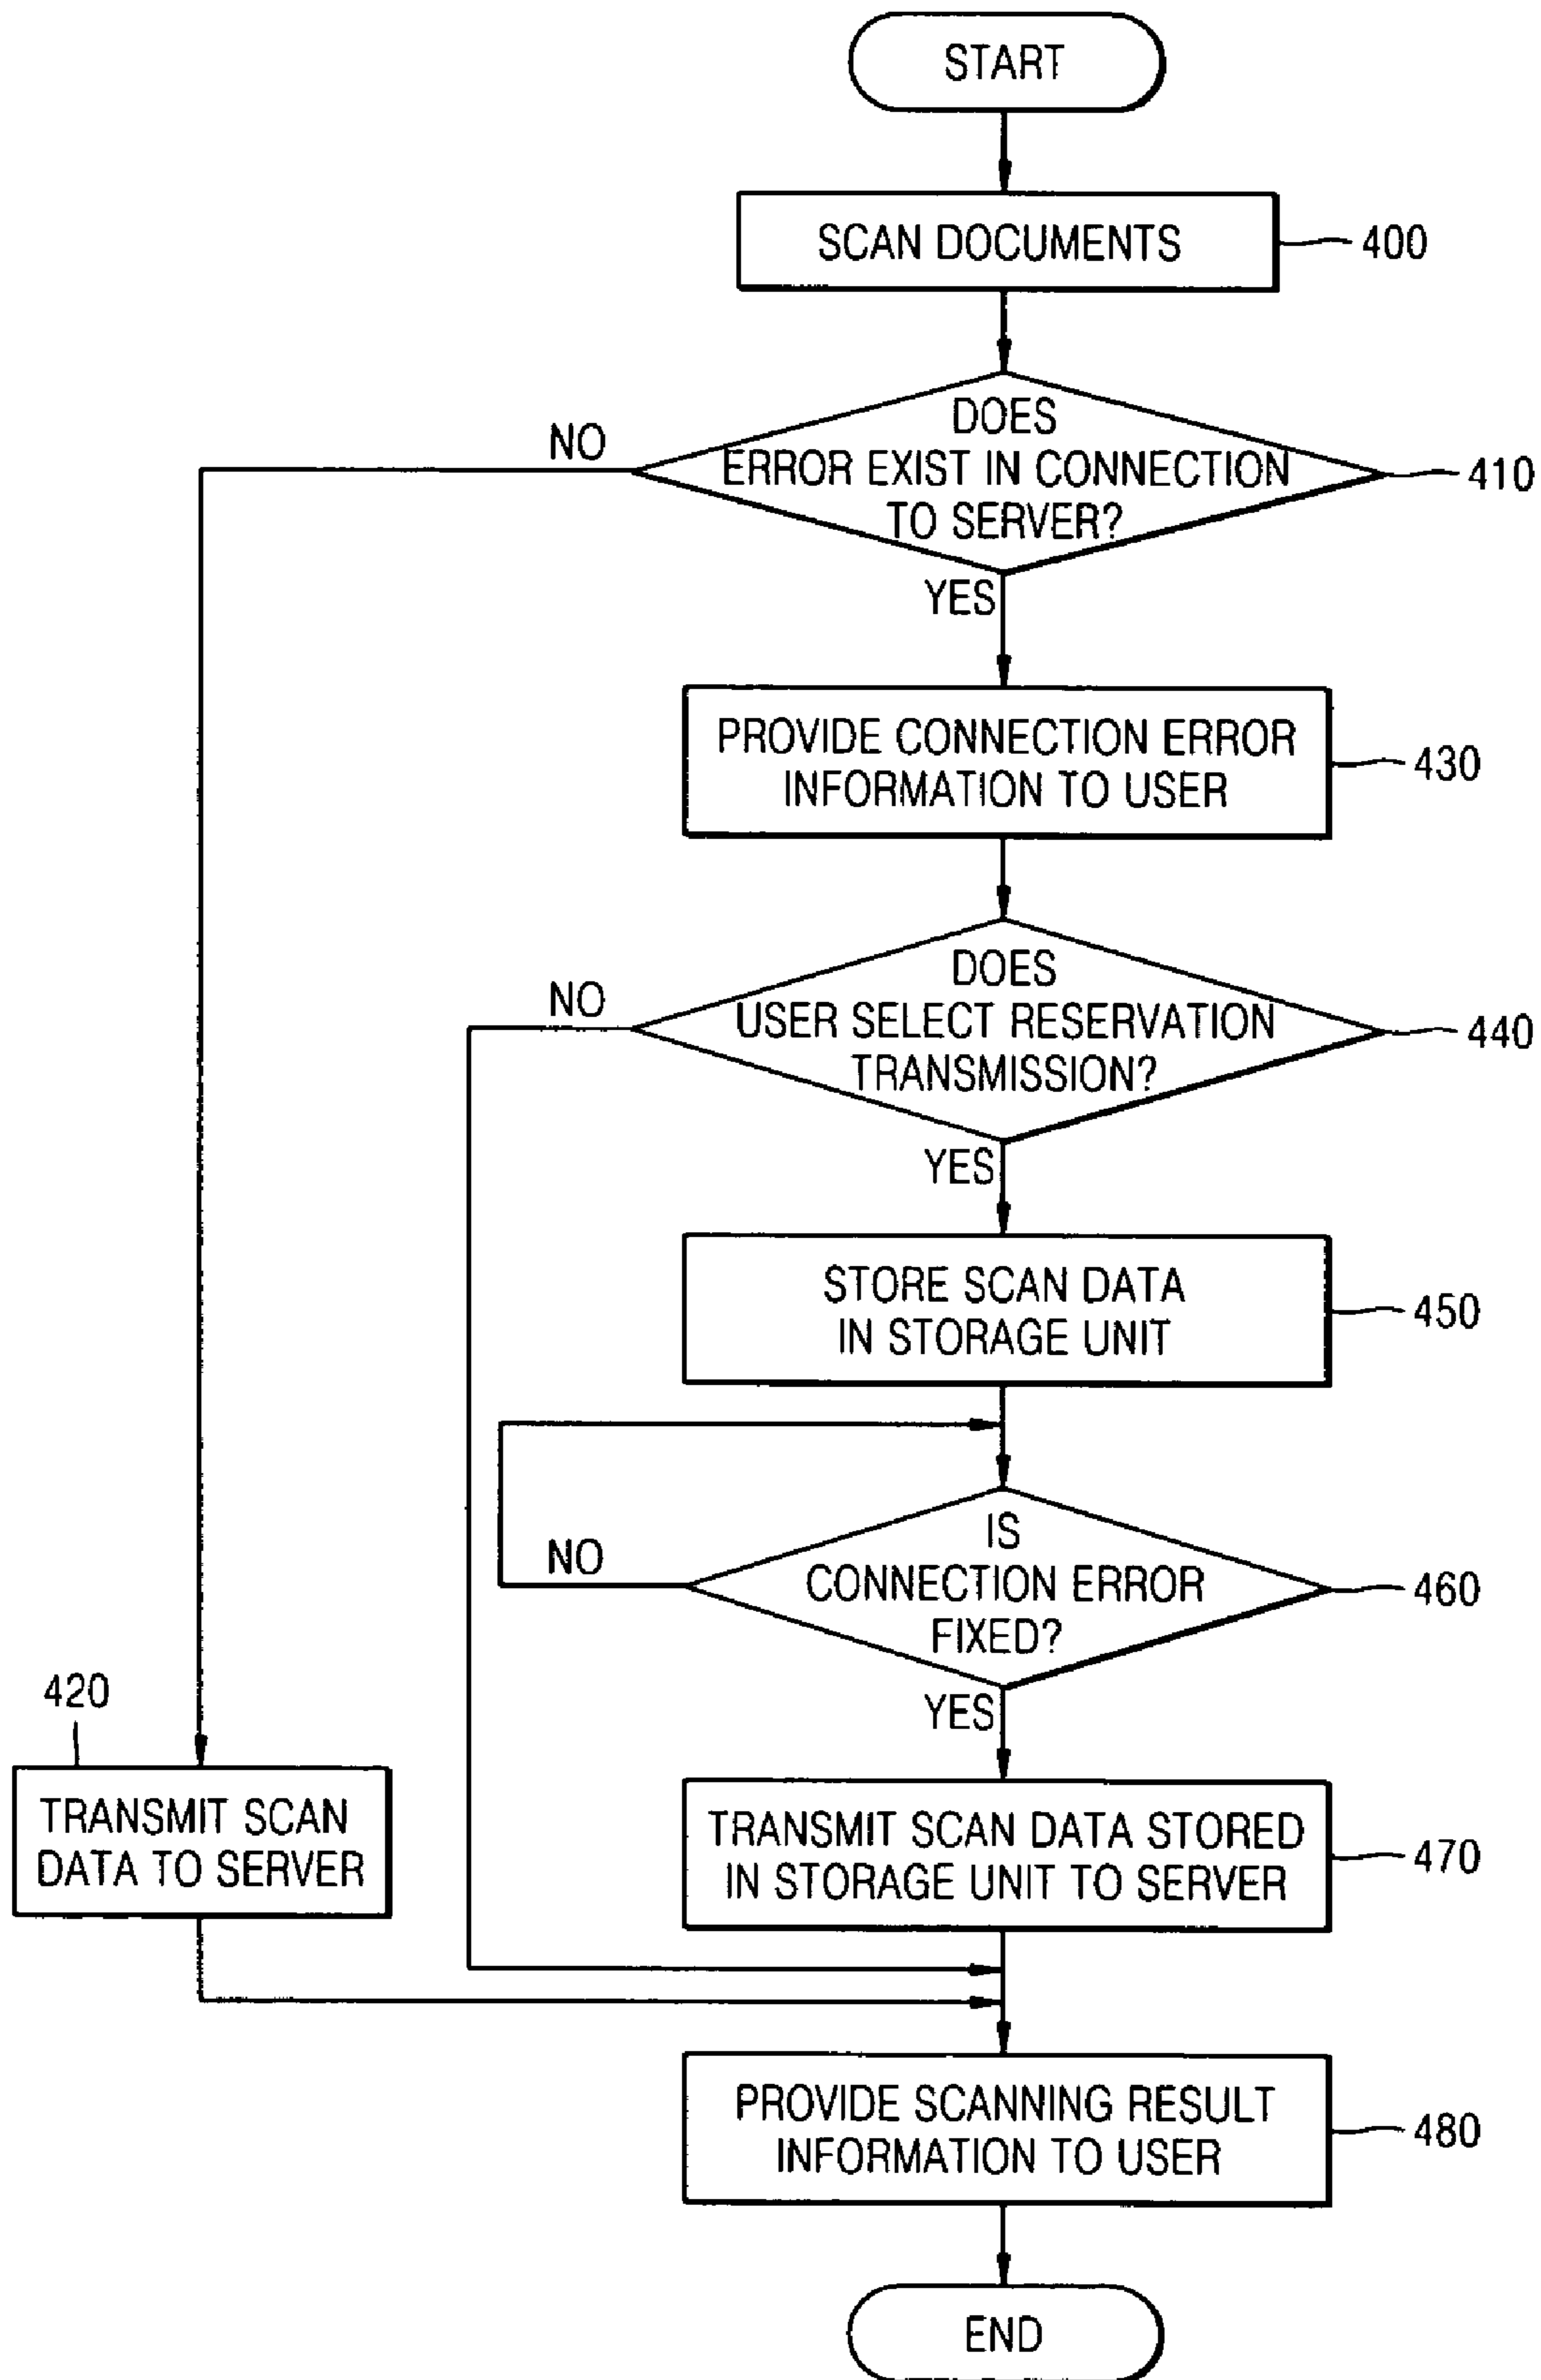 START
SCAN DOCUMENTS
400
DOES
ERROR EXIST IN CONNECTION
TO SERVER?
410
NO
YES
PROVIDE CONNECTION ERROR
INFORMATION TO USER
430
DOES
USER SELECT RESERVATION
TRANSMISSION?
440
NO
YES
STORE SCAN DATA
IN STORAGE UNIT
450
IS
CONNECTION ERROR
FIXED?
460
NO
YES
420
TRANSMIT SCAN
DATA TO SERVER
TRANSMIT SCAN DATA STORED
IN STORAGE UNIT TO SERVER
470
PROVIDE SCANNING RESULT
INFORMATION TO USER
480
END